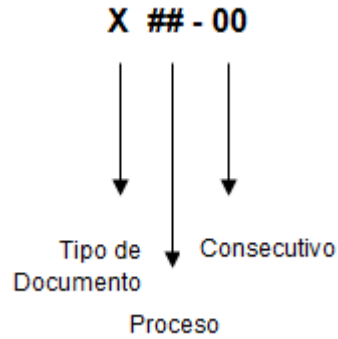 X ## - 00
Tipo de
Documento
Consecutivo
Proceso